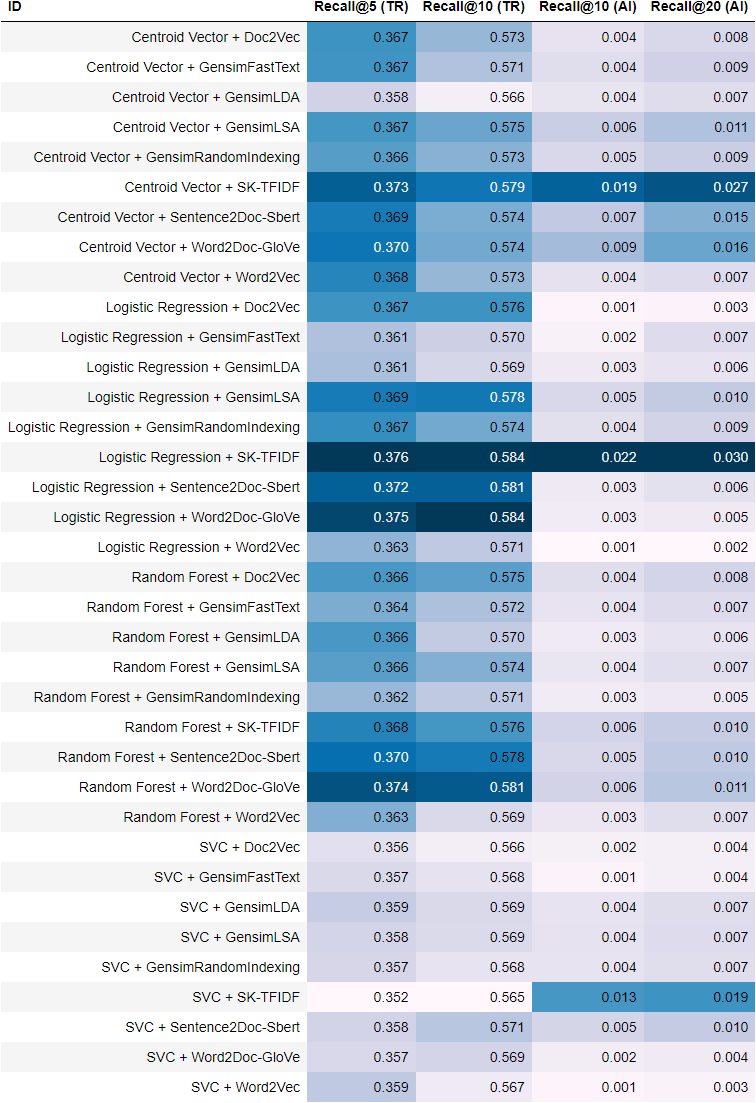 ID Recall@5 (TR) Recall@10 (TR) Recall@10 (AI) Recall@20 (AI)
Centroid Vector + Doc2Vec 0.367 0.573 0.004 0.008
Centroid Vector + GensimFastText 0.367 0.571 0.004 0.009
Centroid Vector + GensimLDA 0.358 0.566 0.004 0.007
Centroid Vector + GensimLSA 0.367 0.575 0.006 0.011
Centroid Vector + GensimRandomIndexing 0.366 0.573 0.005 0.009
Centroid Vector + SK-TFIDF 0.373 0.579 0.019 0.027
Centroid Vector + Sentence2Doc-Sbert 0.369 0.574 0.007 0.015
Centroid Vector + Word2Doc-GloVe 0.370 0.574 0.009 0.016
Centroid Vector + Word2Vec 0.368 0.573 0.004 0.007
Logistic Regression + Doc2Vec 0.367 0.576 0.001 0.003
Logistic Regression + GensimFastText 0.361 0.570 0.002 0.007
Logistic Regression + GensimLDA 0.361 0.569 0.003 0.006
Logistic Regression + GensimLSA 0.369 0.578 0.005 0.010
Logistic Regression + GensimRandomIndexing 0.367 0.574 0.004 0.009
Logistic Regression + SK-TFIDF 0.376 0.584 0.022 0.030
Logistic Regression + Sentence2Doc-Sbert 0.372 0.581 0.003 0.006
Logistic Regression + Word2Doc-GloVe 0.375 0.584 0.003 0.005
Logistic Regression + Word2Vec 0.363 0.571 0.001 0.002
Random Forest + Doc2Vec 0.366 0.575 0.004 0.008
Random Forest + GensimFastText 0.364 0.572 0.004 0.007
Random Forest + GensimLDA 0.366 0.570 0.003 0.006
Random Forest + GensimLSA 0.366 0.574 0.004 0.007
Random Forest + GensimRandomIndexing 0.362 0.571 0.003 0.005
Random Forest + SK-TFIDF 0.368 0.576 0.006 0.010
Random Forest + Sentence2Doc-Sbert 0.370 0.578 0.005 0.010
Random Forest + Word2Doc-GloVe 0.374 0.581 0.006 0.011
Random Forest + Word2Vec 0.363 0.569 0.003 0.007
SVC + Doc2Vec 0.356 0.566 0.002 0.004
SVC + GensimFastText 0.357 0.568 0.001 0.004
SVC + GensimLDA 0.359 0.569 0.004 0.007
SVC + GensimLSA 0.358 0.569 0.004 0.007
SVC + GensimRandomIndexing 0.357 0.568 0.004 0.007
SVC + SK-TFIDF 0.352 0.565 0.013 0.019
SVC + Sentence2Doc-Sbert 0.358 0.571 0.005 0.010
SVC + Word2Doc-GloVe 0.357 0.569 0.002 0.004
SVC + Word2Vec 0.359 0.567 0.001 0.003